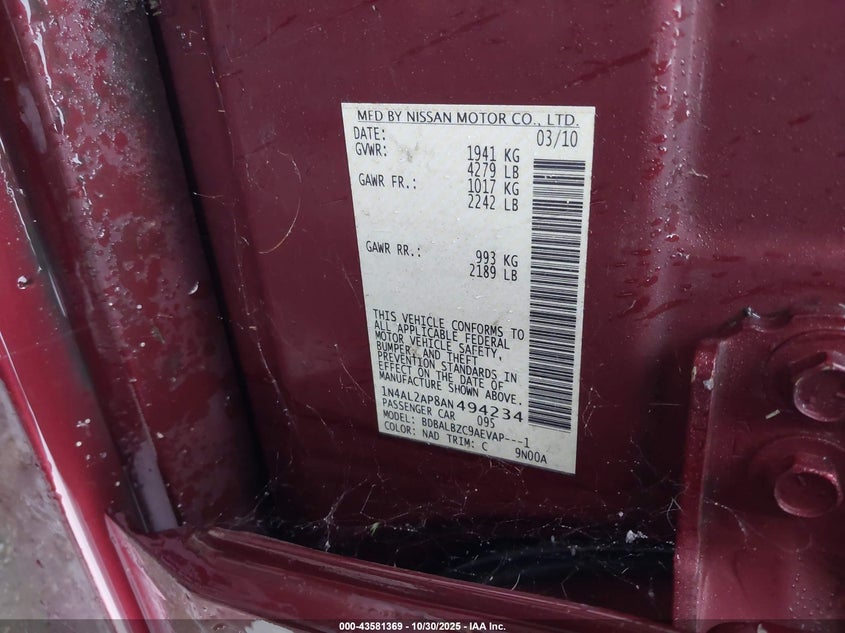 MFD BY NISSAN MOTOR CO., LTD.
DATE: 03/10
GVWR: 1941 KG
4279 LB
GAWR FR.: 1017 KG
2242 LB
GAWR RR.: 993 KG
2189 LB
THIS VEHICLE CONFORMS TO
ALL APPLICABLE FEDERAL
MOTOR VEHICLE SAFETY,
BUMPER, AND THEFT
PREVENTION STANDARDS IN
EFFECT ON THE DATE OF
MANUFACTURE SHOWN ABOVE.
1N4AL2AP8AN494234
PASSENGER CAR 095
MODEL: BDBALBZC9AEVAP---1
COLOR: NAD TRIM: C 9N00A
000-43581369 - 10/30/2025 - IAA Inc.